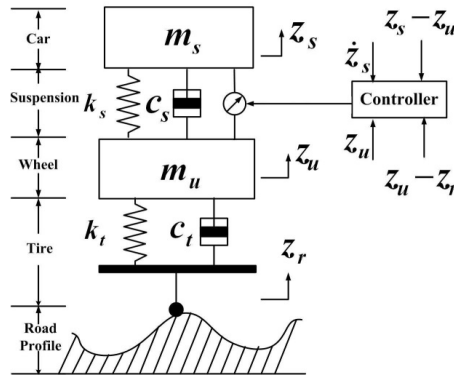 Car
m_s
z_s
z_s − z_u
ż_s
Suspension
k_s
c_s
Controller
Wheel
m_u
z_u
z_u
z_u − z_r
Tire
k_t
c_t
z_r
Road
Profile